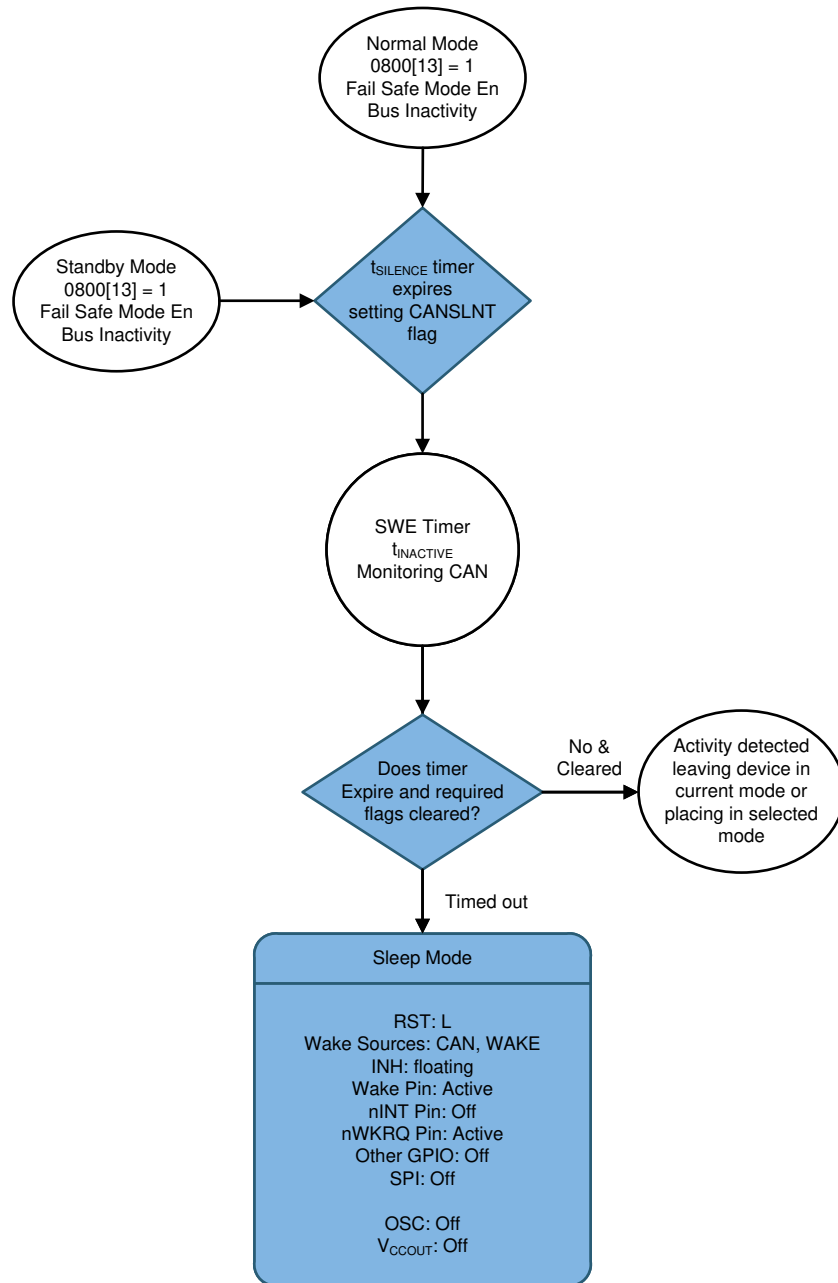 Normal Mode
0800[13] = 1
Fail Safe Mode En
Bus Inactivity
Standby Mode
0800[13] = 1
Fail Safe Mode En
Bus Inactivity
tSILENCE timer
expires
setting CANSLNT
flag
SWE Timer
tINACTIVE
Monitoring CAN
Does timer
Expire and required
flags cleared?
No &
Cleared
Activity detected
leaving device in
current mode or
placing in selected
mode
Timed out
Sleep Mode
RST: L
Wake Sources: CAN, WAKE
INH: floating
Wake Pin: Active
nINT Pin: Off
nWKRQ Pin: Active
Other GPIO: Off
SPI: Off
OSC: Off
VCCOUT: Off